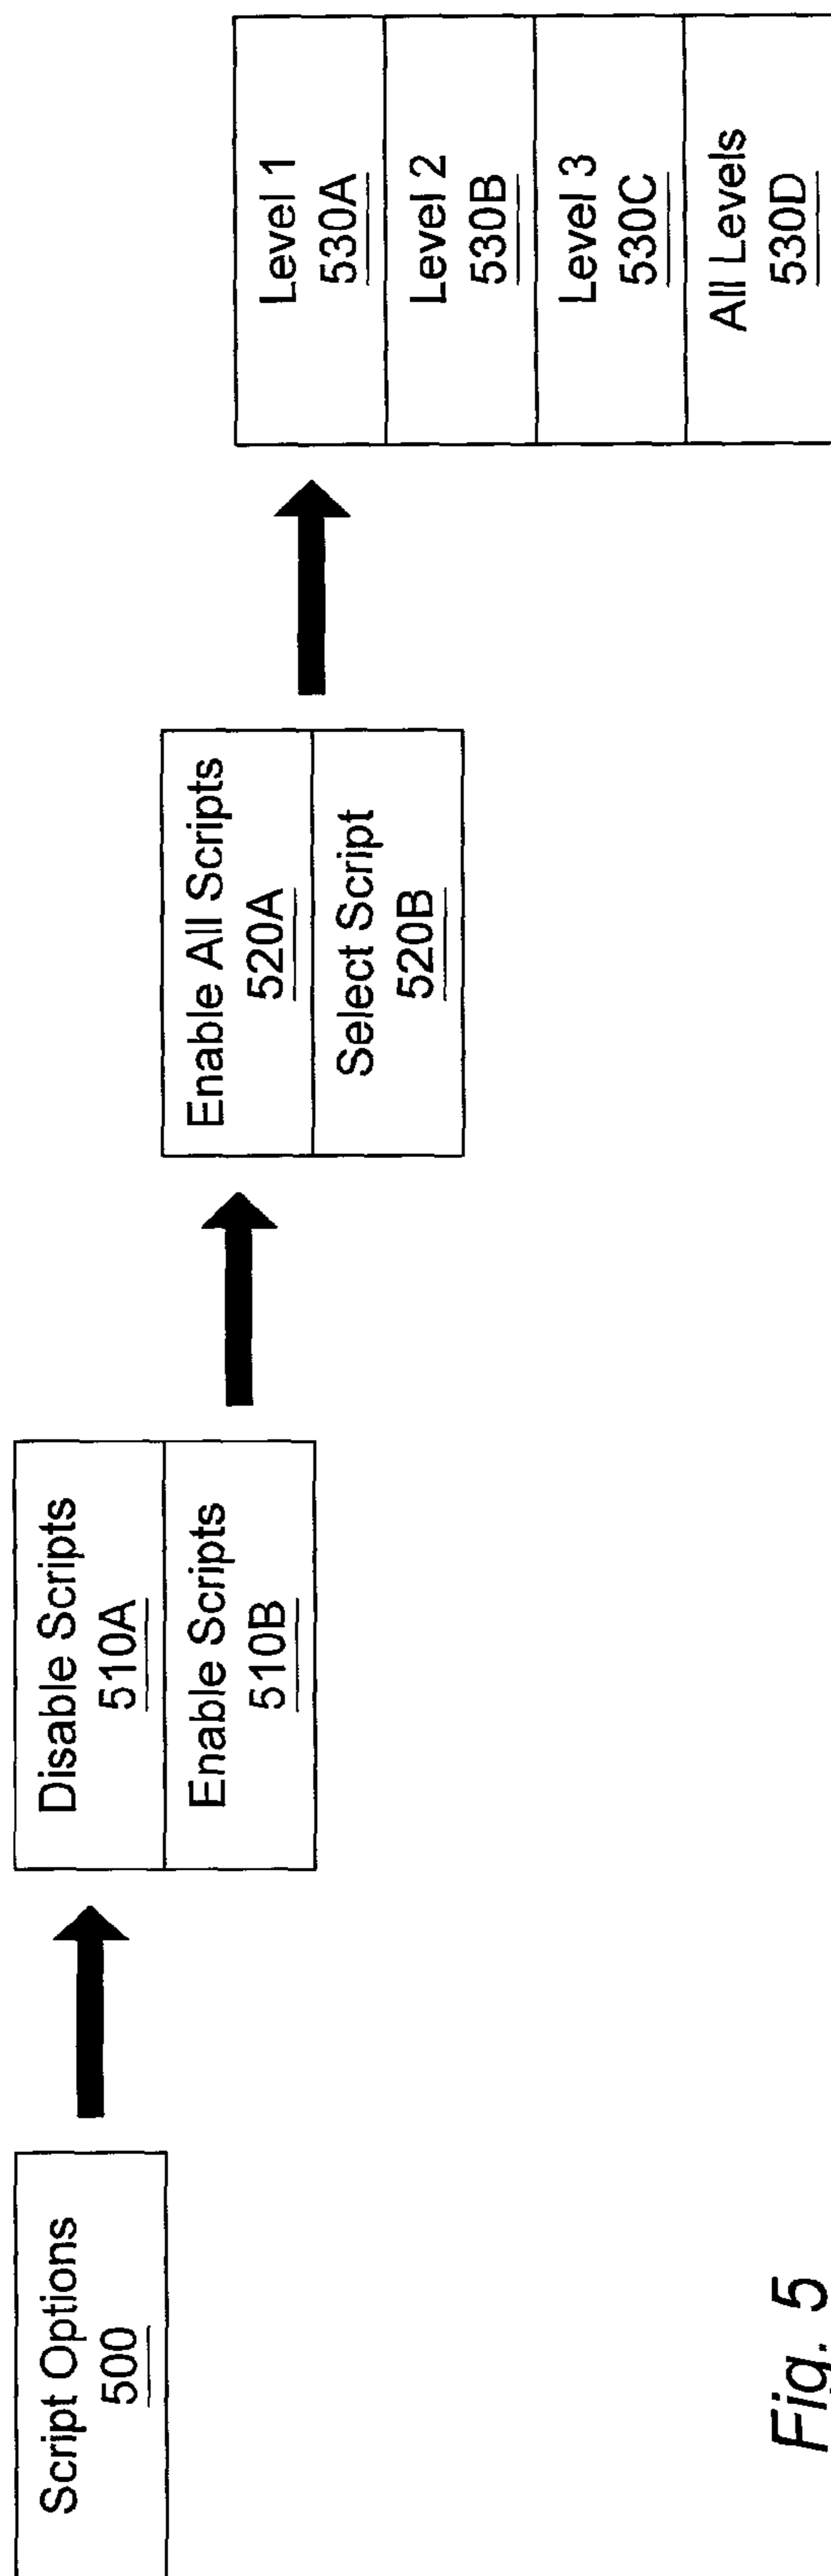 Script Options
500
Disable Scripts
510A
Enable Scripts
510B
Enable All Scripts
520A
Select Script
520B
Level 1
530A
Level 2
530B
Level 3
530C
All Levels
530D
Fig. 5